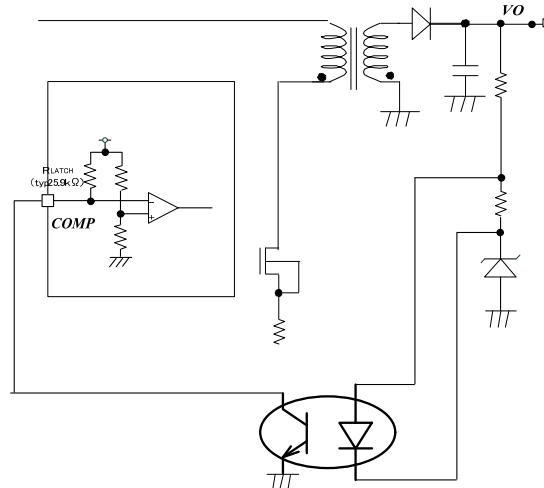 VO
RLATCH
(typ25.9kΩ)
COMP
−
+